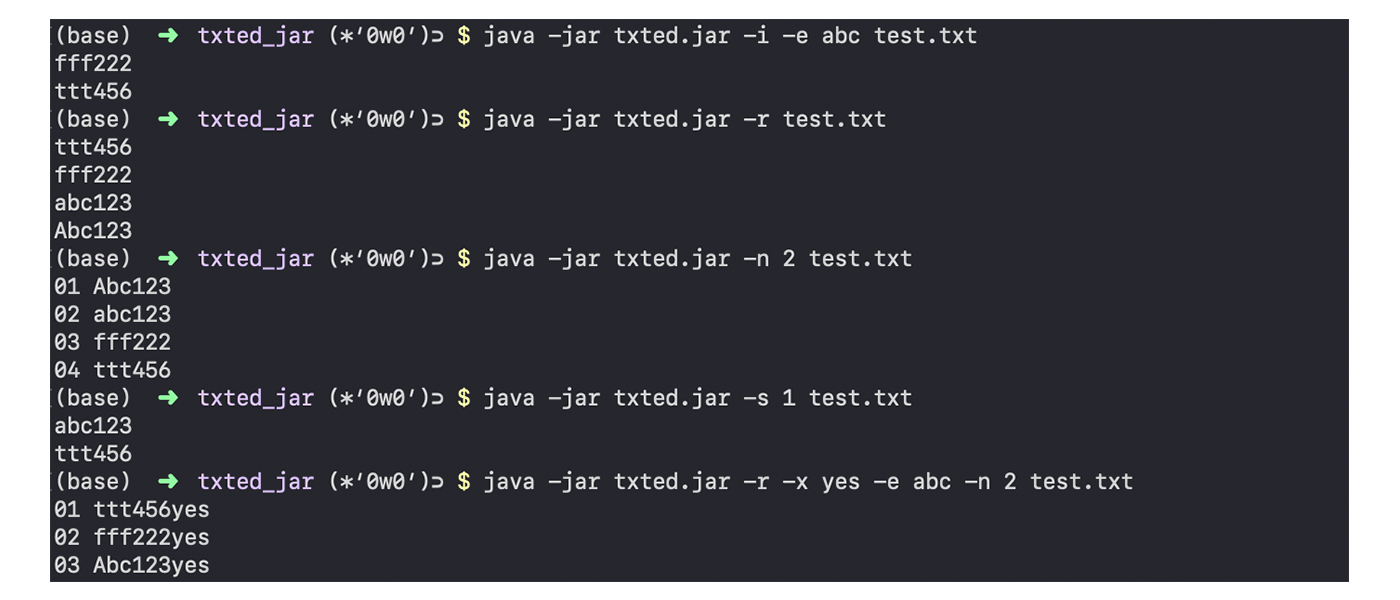 (base) ➜ txted_jar (*'0w0')⊃ $ java -jar txted.jar -i -e abc test.txt
fff222
ttt456
(base) ➜ txted_jar (*'0w0')⊃ $ java -jar txted.jar -r test.txt
ttt456
fff222
abc123
Abc123
(base) ➜ txted_jar (*'0w0')⊃ $ java -jar txted.jar -n 2 test.txt
01 Abc123
02 abc123
03 fff222
04 ttt456
(base) ➜ txted_jar (*'0w0')⊃ $ java -jar txted.jar -s 1 test.txt
abc123
ttt456
(base) ➜ txted_jar (*'0w0')⊃ $ java -jar txted.jar -r -x yes -e abc -n 2 test.txt
01 ttt456yes
02 fff222yes
03 Abc123yes